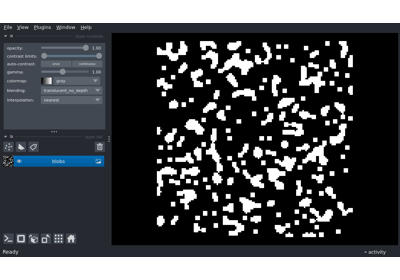 File View Plugins Window Help
opacity: 1.00
contrast limits:
auto-contrast: once continuous
gamma: 1.00
colormap: gray
blending: translucent_no_depth
interpolation: nearest
blobs
Ready
activity